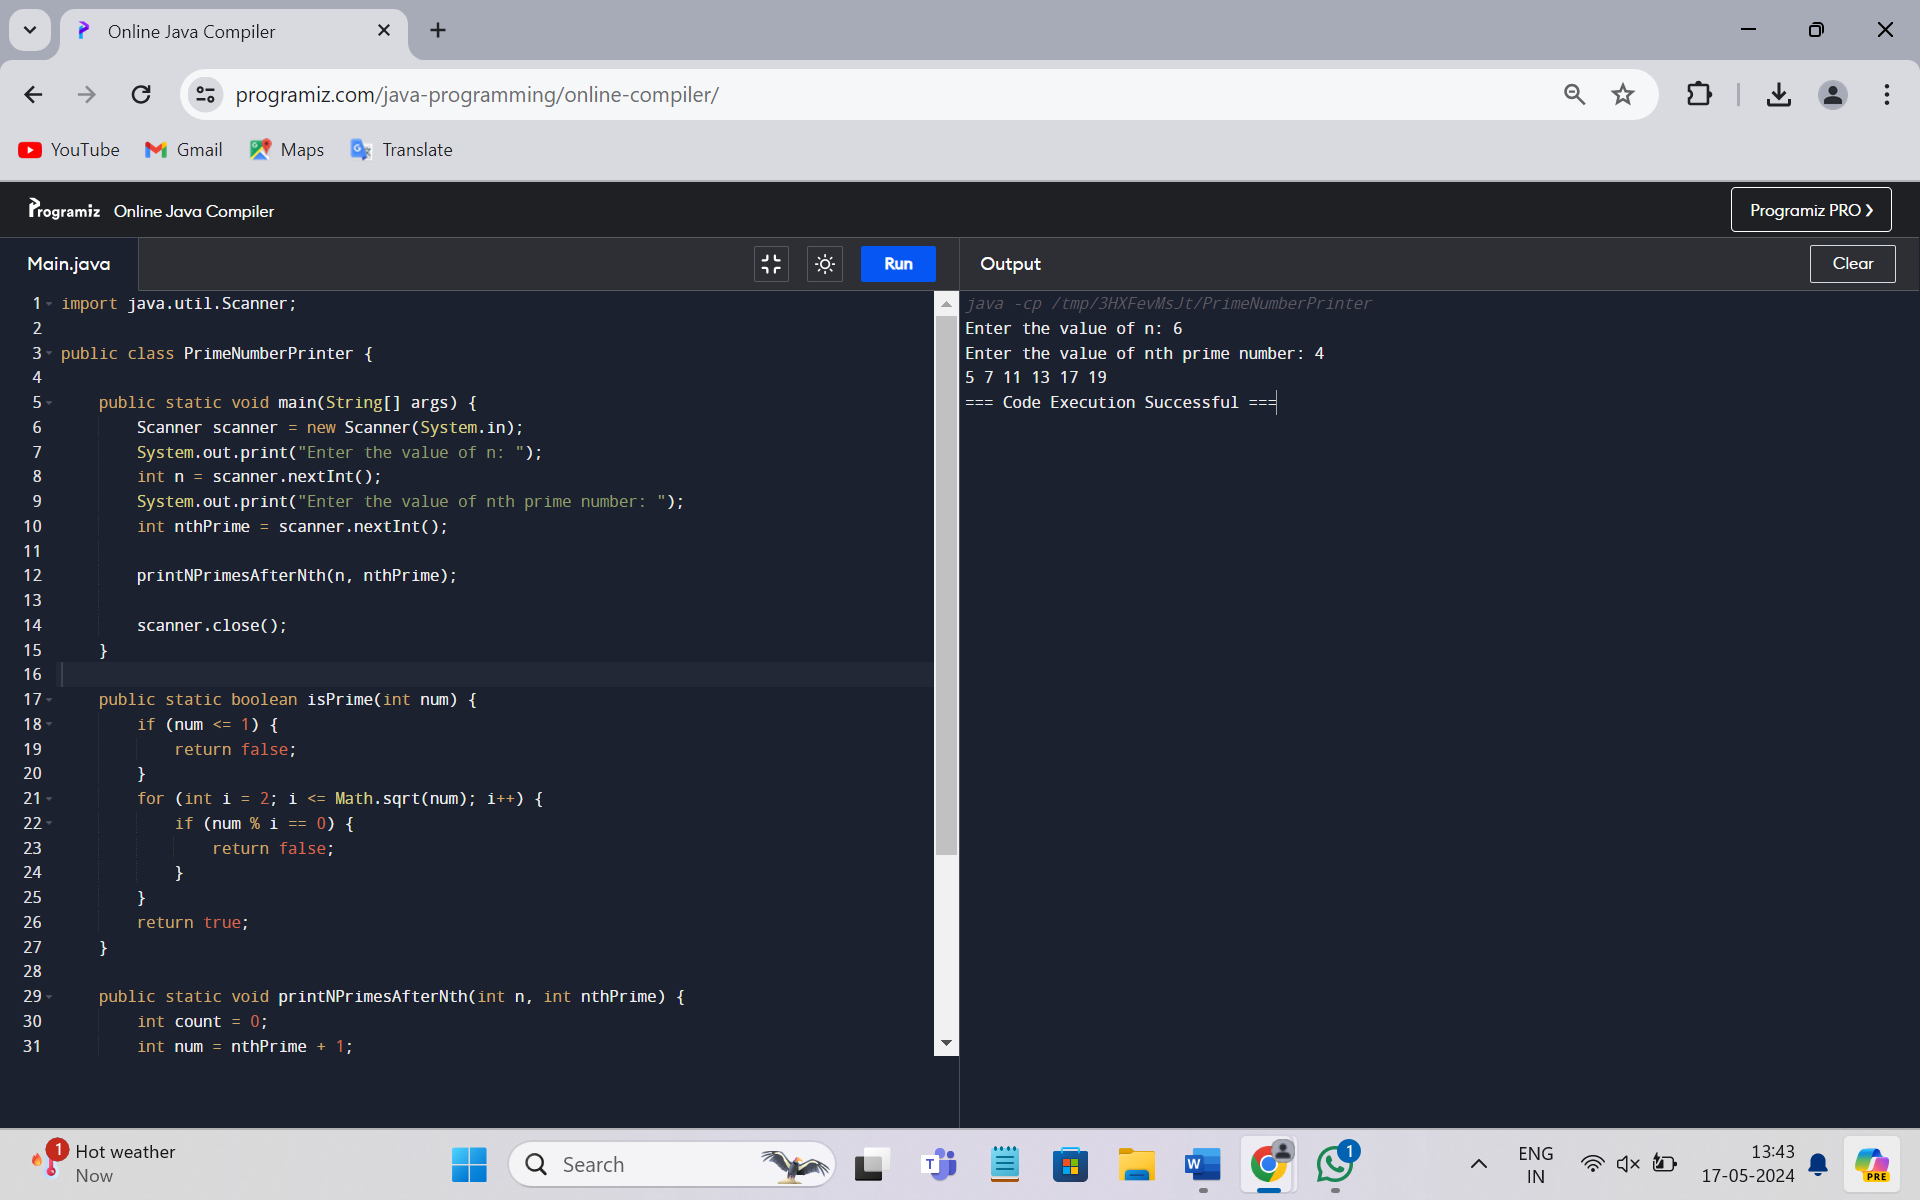 Online Java Compiler
programiz.com/java-programming/online-compiler/
YouTube Gmail Maps Translate
Programiz Online Java Compiler Programiz PRO
Main.java Run Output Clear
1 import java.util.Scanner;
2
3 public class PrimeNumberPrinter {
4
5 public static void main(String[] args) {
6 Scanner scanner = new Scanner(System.in);
7 System.out.print("Enter the value of n: ");
8 int n = scanner.nextInt();
9 System.out.print("Enter the value of nth prime number: ");
10 int nthPrime = scanner.nextInt();
11
12 printNPrimesAfterNth(n, nthPrime);
13
14 scanner.close();
15 }
16
17 public static boolean isPrime(int num) {
18 if (num <= 1) {
19 return false;
20 }
21 for (int i = 2; i <= Math.sqrt(num); i++) {
22 if (num % i == 0) {
23 return false;
24 }
25 }
26 return true;
27 }
28
29 public static void printNPrimesAfterNth(int n, int nthPrime) {
30 int count = 0;
31 int num = nthPrime + 1;
java -cp /tmp/3HXFevMsJt/PrimeNumberPrinter
Enter the value of n: 6
Enter the value of nth prime number: 4
5 7 11 13 17 19
=== Code Execution Successful ===
1 Hot weather
Now
Search
T
W
1
ENG
IN
13:43
17-05-2024
PRE